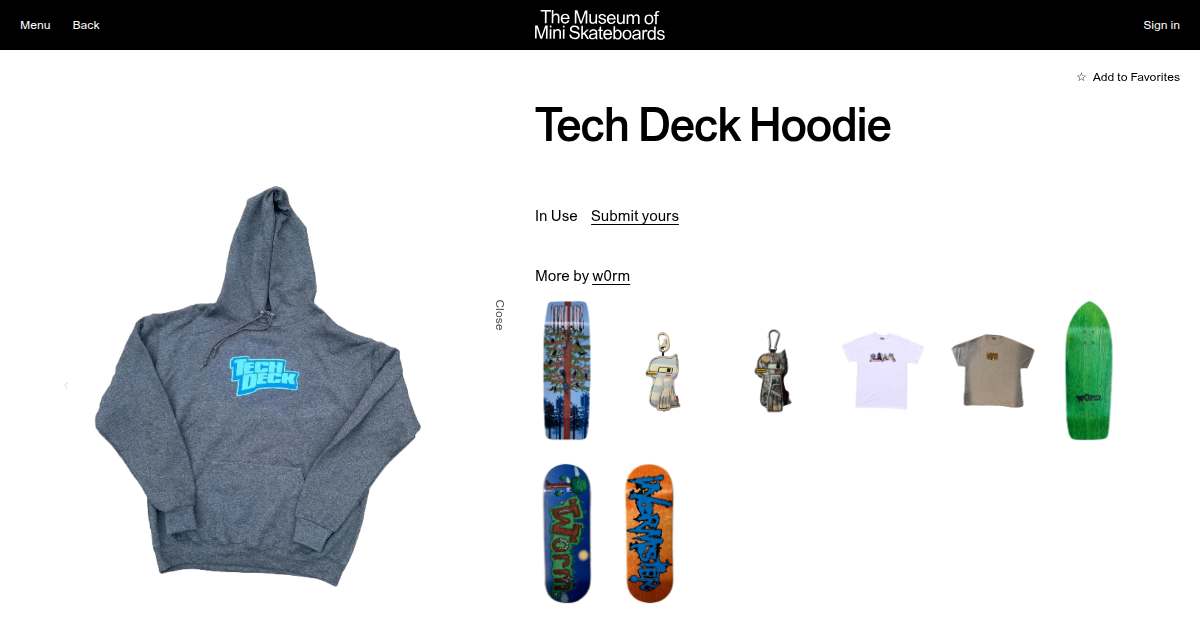 Menu
Back
The Museum of
Mini Skateboards
Sign in
☆ Add to Favorites
Tech Deck Hoodie
In Use Submit yours
More by w0rm
Close
TECH
DECK